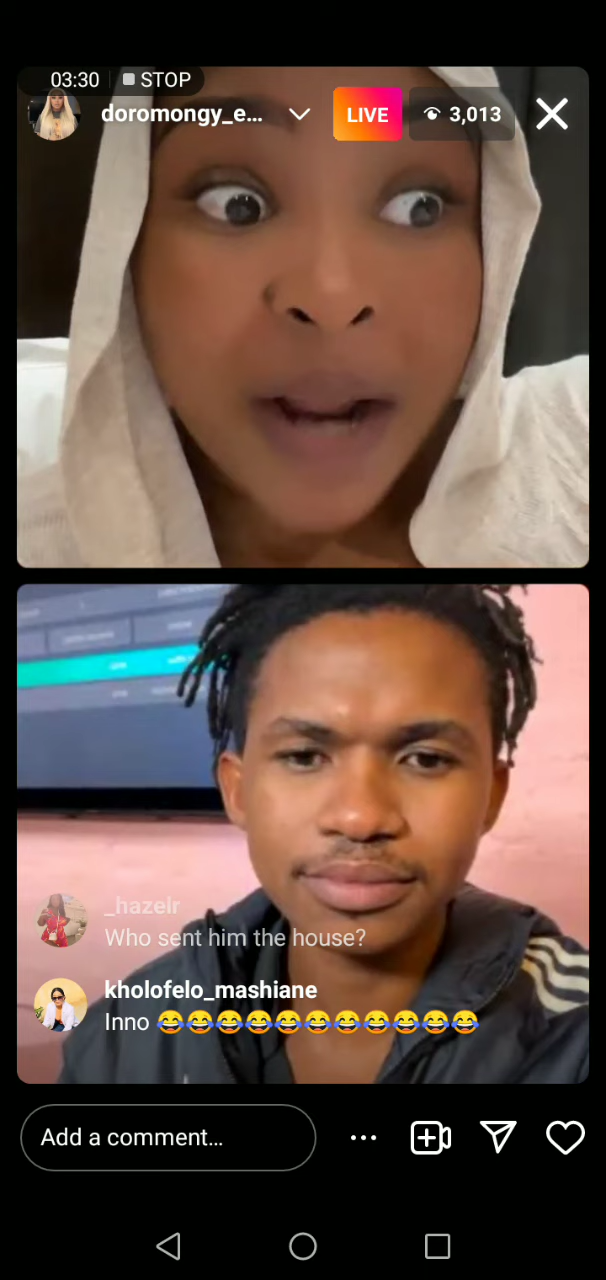 03:30 STOP
doromongy_e... LIVE 3,013
_hazelr
Who sent him the house?
kholofelo_mashiane
Inno 😂😂😂😂😂😂😂😂😂😂😂
Add a comment...